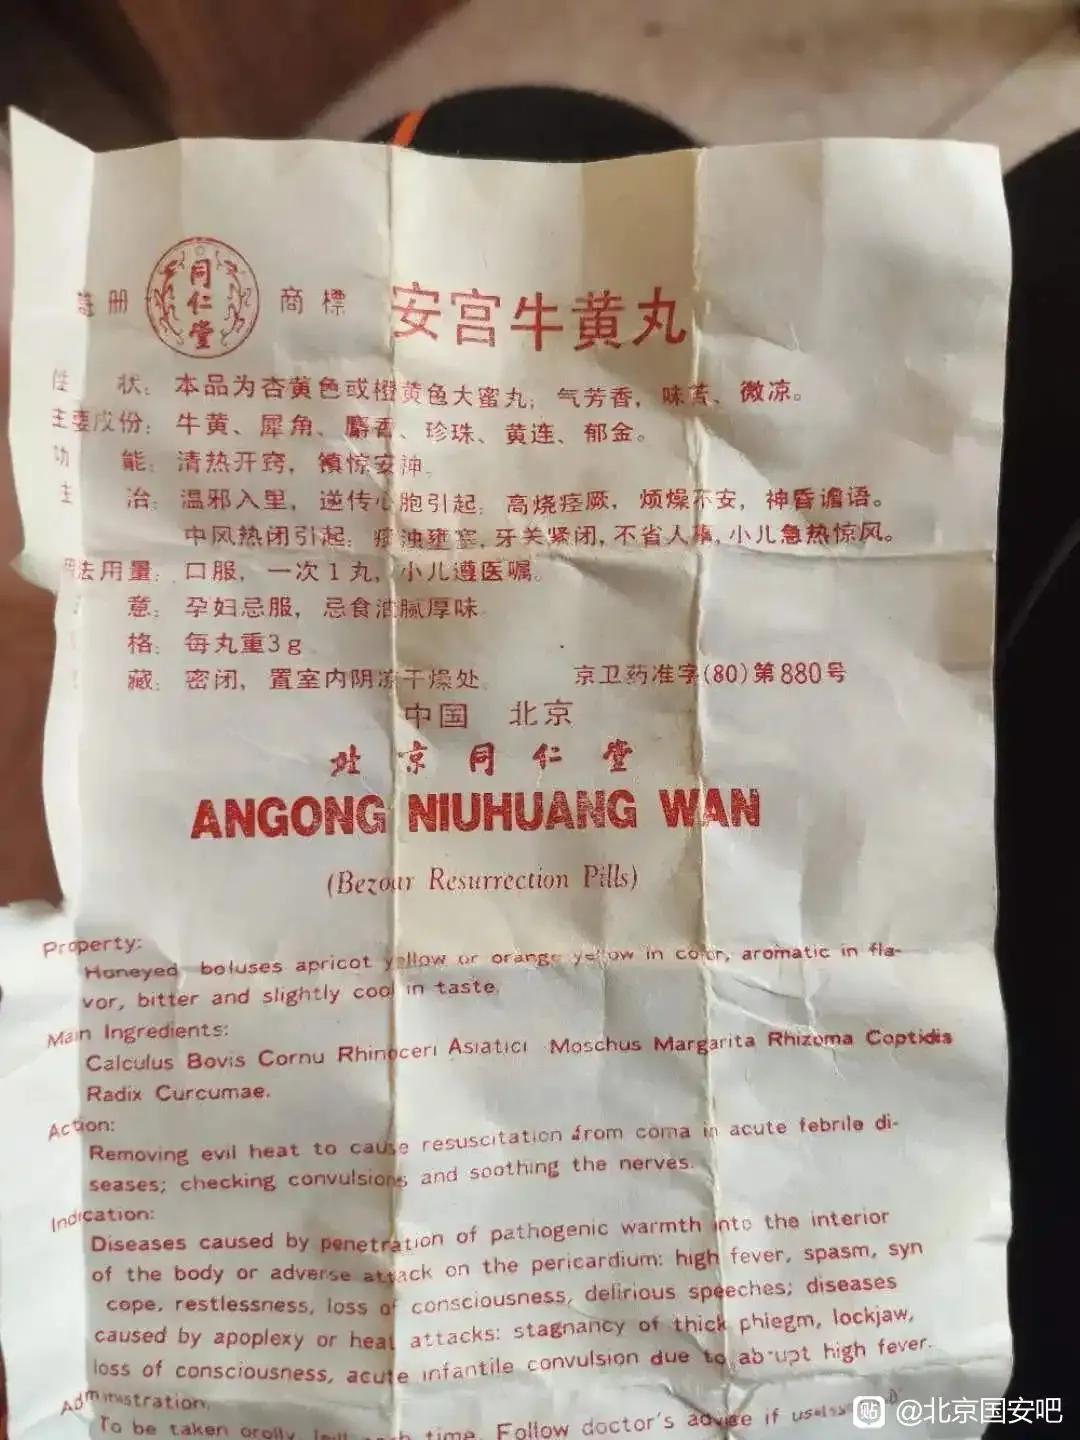 註册 同仁堂 商標 安宫牛黄丸
性 状：本品为杏黄色或橙黄色大蜜丸；气芳香，味苦、微凉。
主要成份：牛黄、犀角、麝香、珍珠、黄连、郁金。
功 能：清热开窍，镇惊安神。
主 治：温邪入里，逆传心胞引起：高烧痉厥，烦燥不安，神昏谵语。
中风热闭引起：痰浊壅塞，牙关紧闭，不省人事，小儿急热惊风。
用法用量：口服，一次1丸，小儿遵医嘱。
意：孕妇忌服，忌食油腻厚味
格：每丸重3g
藏：密闭，置室内阴凉干燥处 京卫药准字(80)第880号
中国 北京
北京同仁堂
ANGONG NIUHUANG WAN
(Bezoar Resurrection Pills)
Property:
Honeyed boluses apricot yellow or orange yellow in color, aromatic in fla-
vor, bitter and slightly cool in taste
Main Ingredients:
Calculus Bovis Cornu Rhinoceri Asiatici Moschus Margarita Rhizoma Coptidis
Radix Curcumae.
Action:
Removing evil heat to cause resuscitation from coma in acute febrile di-
seases; checking convulsions and soothing the nerves.
Indication:
Diseases caused by penetration of pathogenic warmth into the interior
of the body or adverse attack on the pericardium: high fever, spasm, syn
cope, restlessness, loss of consciousness, delirious speeches; diseases
caused by apoplexy or heat attacks: stagnancy of thick phlegm, lockjaw,
loss of consciousness, acute infantile convulsion due to abrupt high fever.
Administration.
To be taken orally, time. Follow doctor's advise if
贴 @北京国安吧